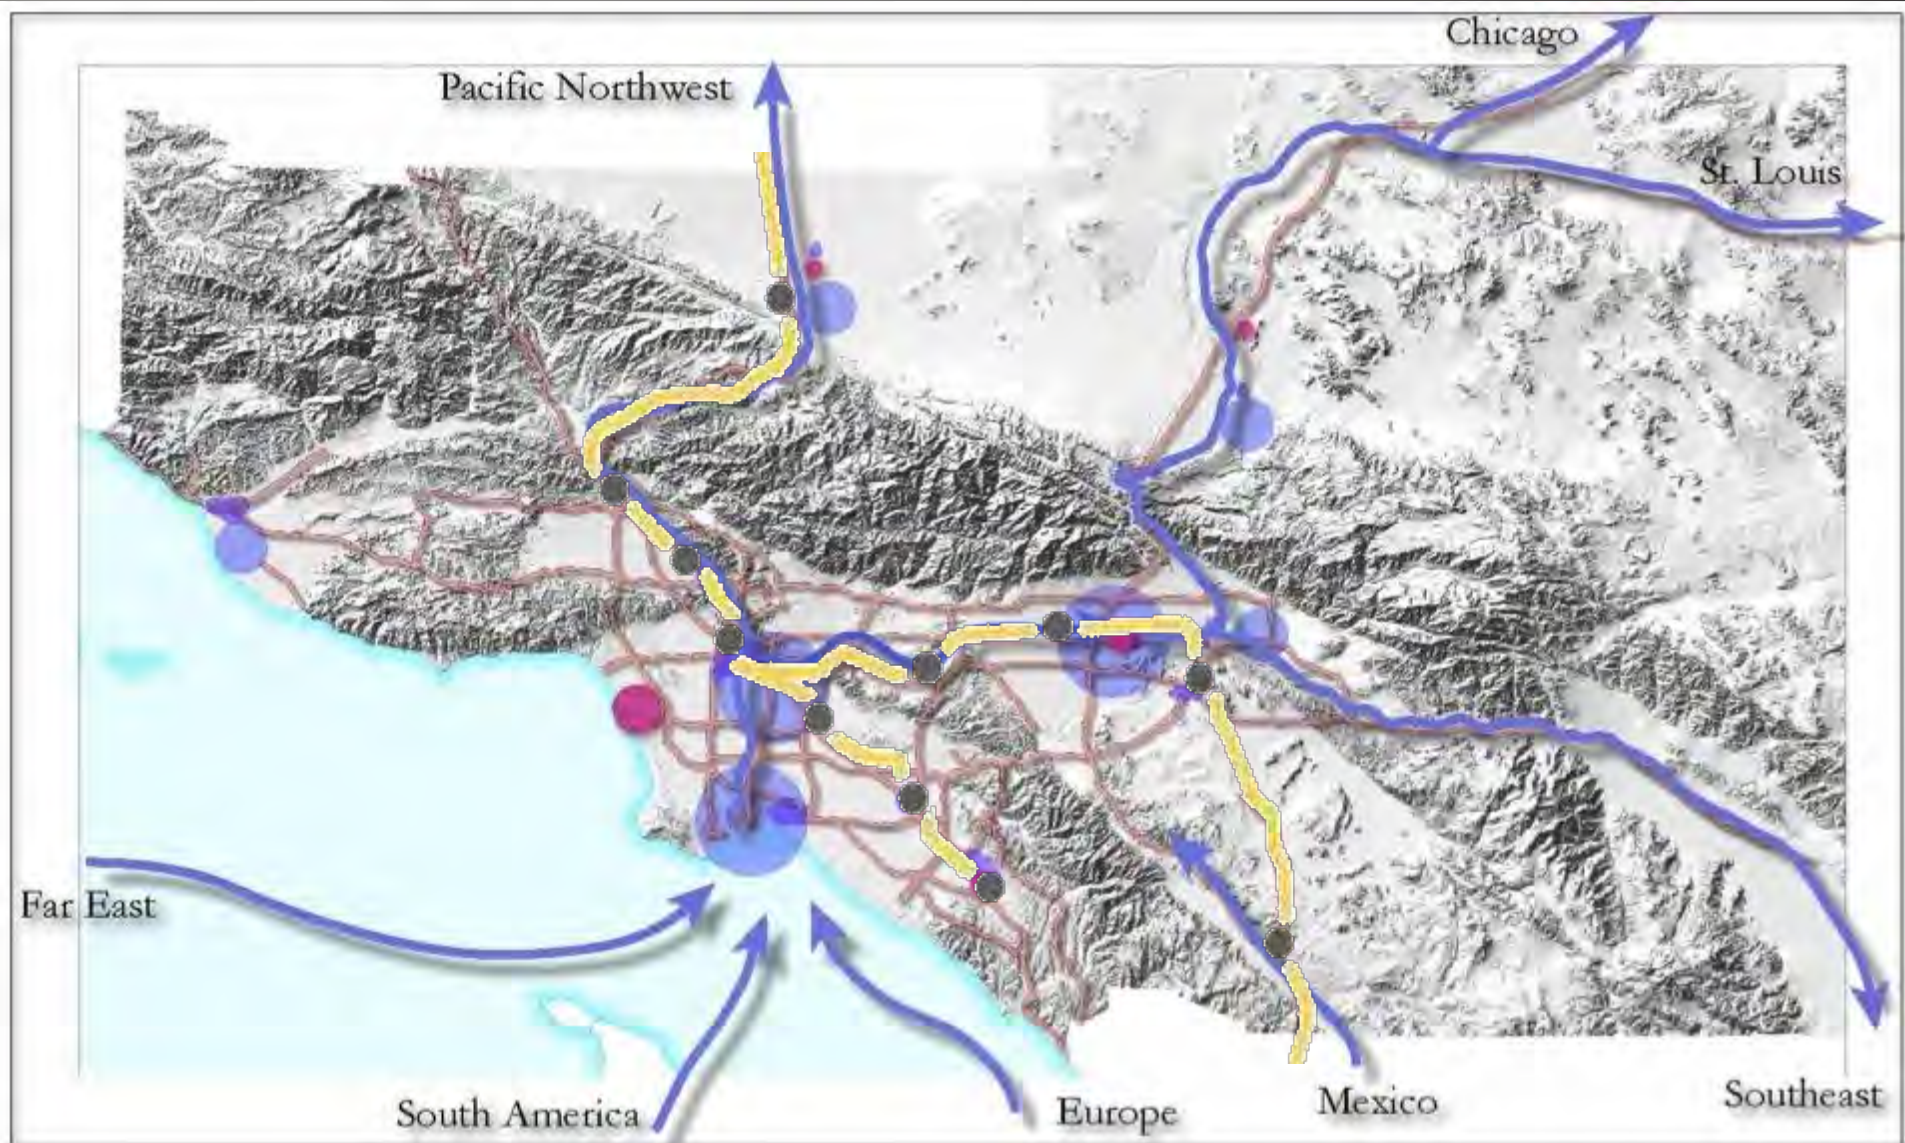 Chicago
Pacific Northwest
St. Louis
Far East
South America
Europe
Mexico
Southeast